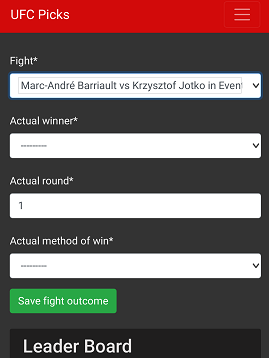 UFC Picks
Fight*
Marc-André Barriault vs Krzysztof Jotko in Event
Actual winner*
---------
Actual round*
1
Actual method of win*
---------
Save fight outcome
Leader Board